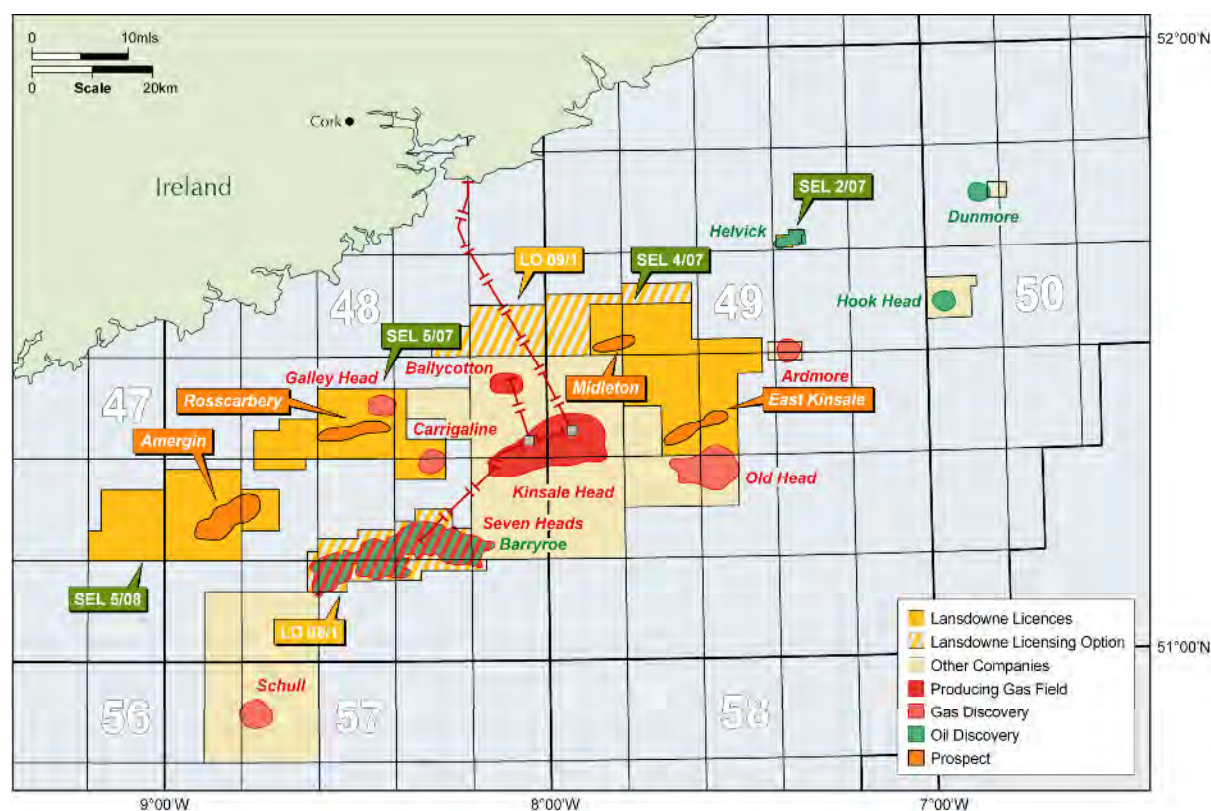 0 10mls
0 Scale 20km
52°00'N
Cork
Ireland
SEL 2/07
Dunmore
Helvick
LO 09/1
SEL 4/07
48
49
50
Hook Head
SEL 5/07
Galley Head
Ballycotton
Midleton
Ardmore
47
Rosscarbery
East Kinsale
Carrigaline
Amergin
Kinsale Head
Old Head
Seven Heads
Barryroe
SEL 5/08
LO 08/1
Schull
56
57
58
51°00'N
Lansdowne Licences
Lansdowne Licensing Option
Other Companies
Producing Gas Field
Gas Discovery
Oil Discovery
Prospect
9°00'W
8°00'W
7°00'W